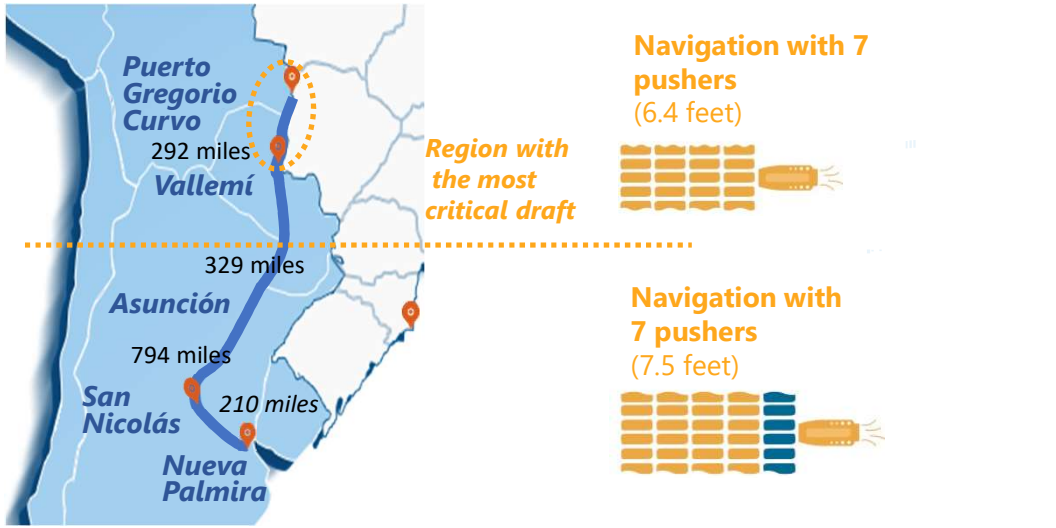 Puerto
Gregorio
Curvo
292 miles
Vallemí
329 miles
Asunción
794 miles
San
Nicolás
210 miles
Nueva
Palmira
Region with
the most
critical draft
Navigation with 7
pushers
(6.4 feet)
Navigation with
7 pushers
(7.5 feet)